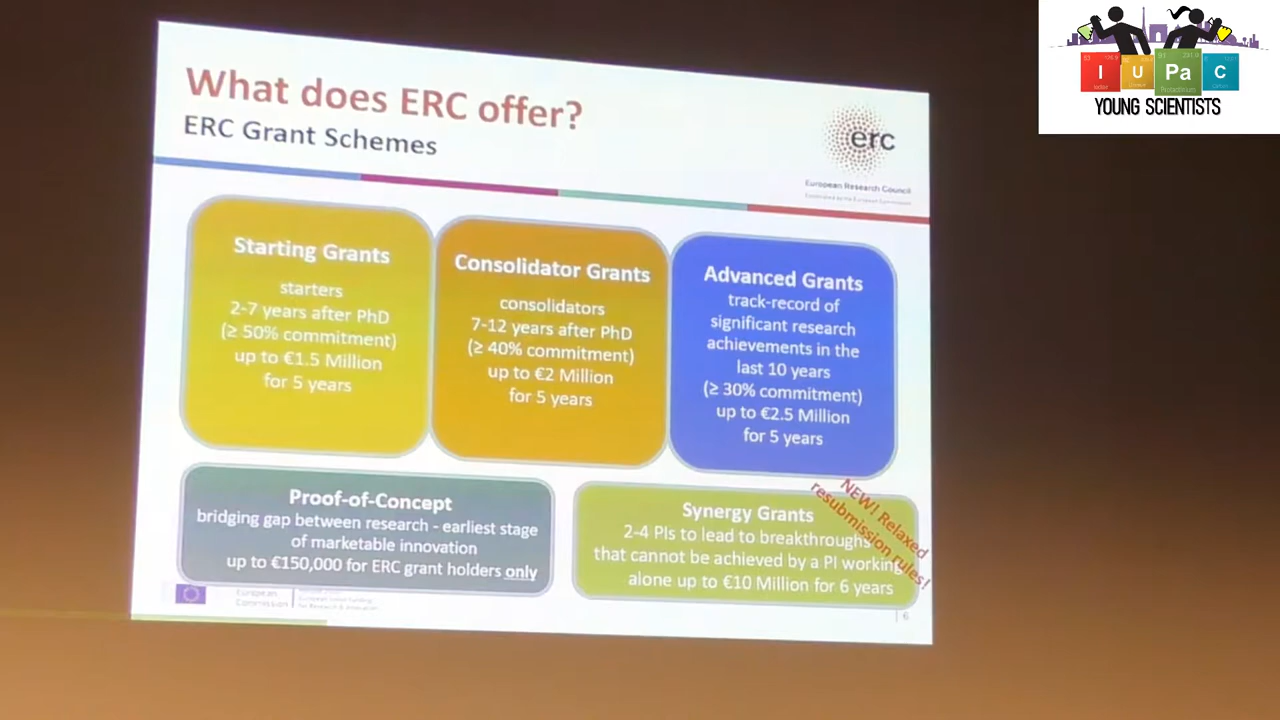 What does ERC offer?
ERC Grant Schemes
erc
European Research Council
Starting Grants
starters
2-7 years after PhD
(≥ 50% commitment)
up to €1.5 Million
for 5 years
Consolidator Grants
consolidators
7-12 years after PhD
(≥ 40% commitment)
up to €2 Million
for 5 years
Advanced Grants
track-record of
significant research
achievements in the
last 10 years
(≥ 30% commitment)
up to €2.5 Million
for 5 years
Proof-of-Concept
bridging gap between research - earliest stage
of marketable innovation
up to €150,000 for ERC grant holders only
Synergy Grants
2-4 PIs to lead to breakthroughs
that cannot be achieved by a PI working
alone up to €10 Million for 6 years
NEW! Relaxed
resubmission rules!
European
Commission
6
I U Pa C
YOUNG SCIENTISTS